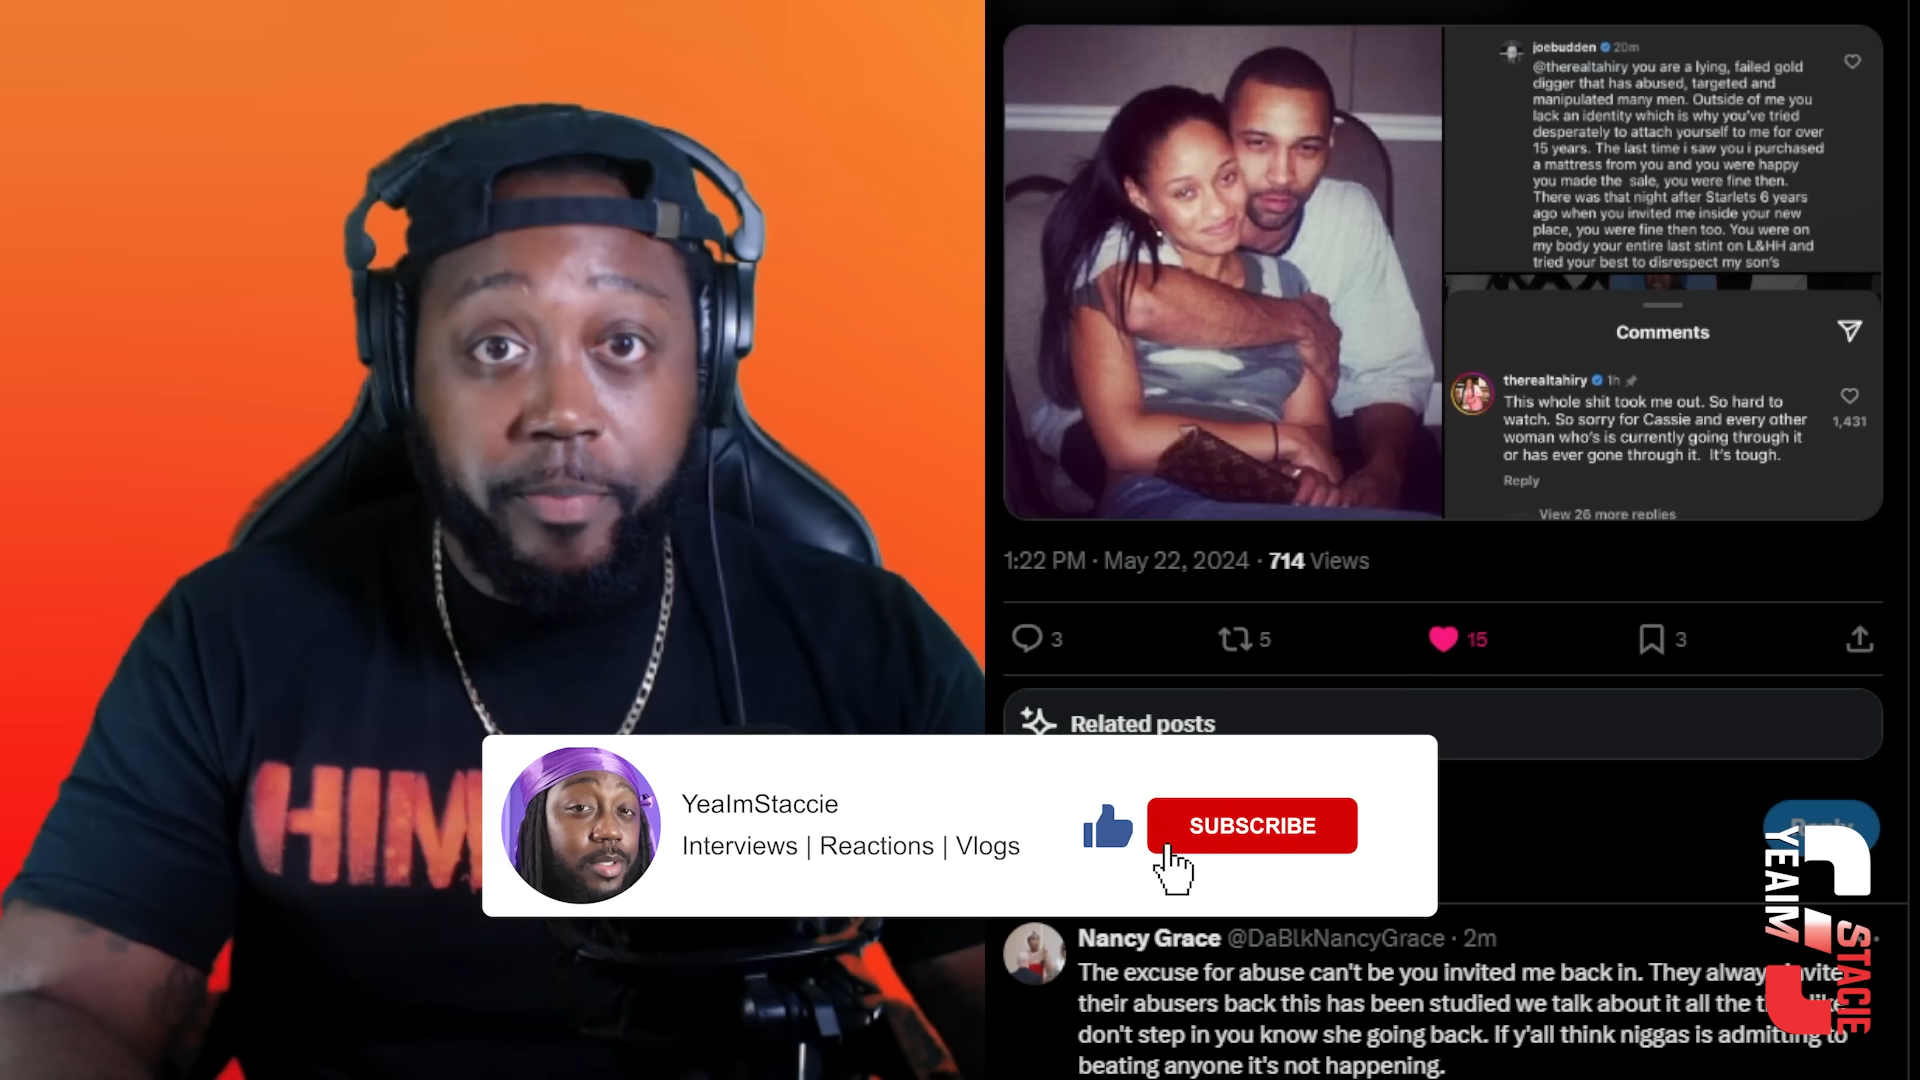 HIM
joebudden 20m
@therealtahiry you are a lying, failed gold
digger that has abused, targeted and
manipulated many men. Outside of me you
lack an identity which is why you've tried
desperately to attach yourself to me for over
15 years. The last time i saw you i purchased
a mattress from you and you were happy
you made the sale, you were fine then.
There was that night after Starlets 6 years
ago when you invited me inside your new
place, you were fine then too. You were on
my body your entire last stint on L&HH and
tried your best to disrespect my son's
Comments
therealtahiry 1h
This whole shit took me out. So hard to
watch. So sorry for Cassie and every other
woman who's is currently going through it
or has ever gone through it. It's tough.
1,431
Reply
View 26 more replies
1:22 PM · May 22, 2024 · 714 Views
3
5
15
3
Related posts
YeaImStaccie
Interviews | Reactions | Vlogs
SUBSCRIBE
Reply
YEAIM
STACIE
Nancy Grace @DaBlkNancyGrace · 2m
The excuse for abuse can't be you invited me back in. They always invite
their abusers back this has been studied we talk about it all the time like
don't step in you know she going back. If y'all think niggas is admitting to
beating anyone it's not happening.